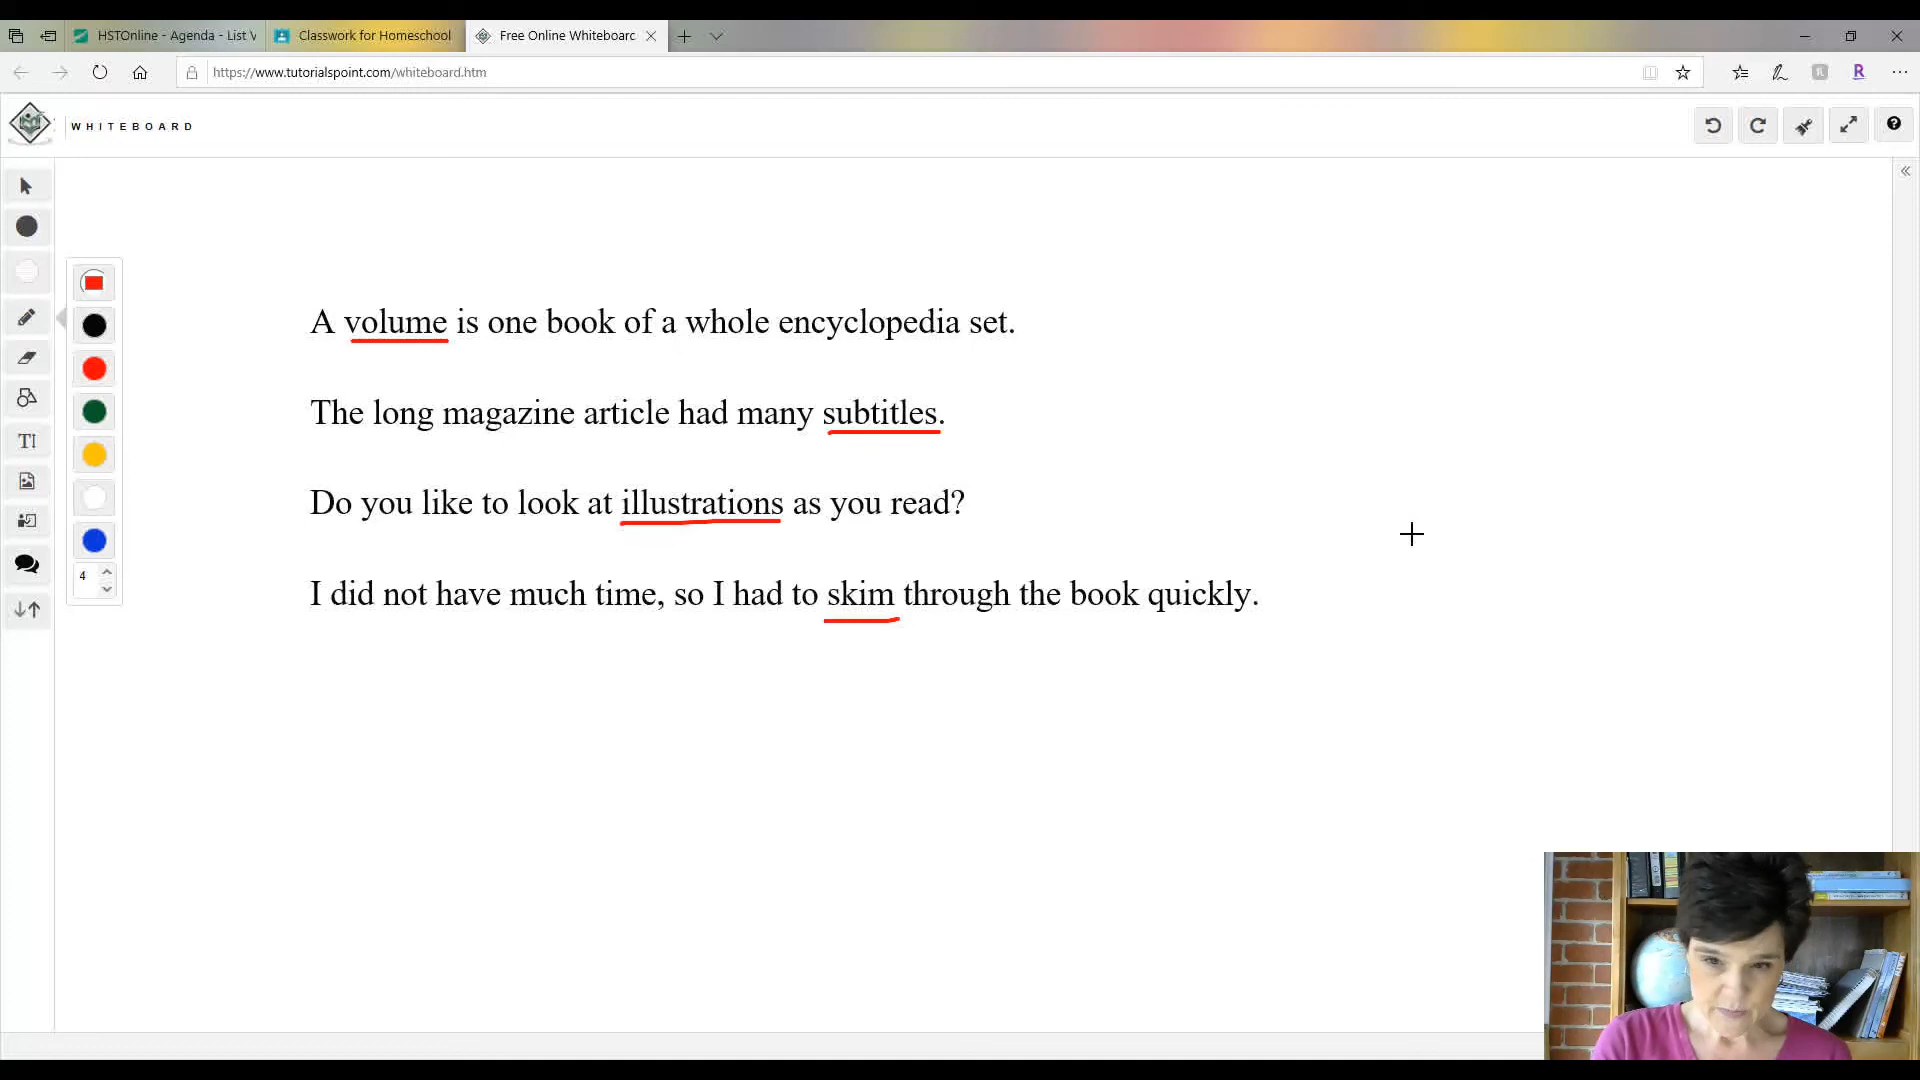 HSTOnline - Agenda - List V
Classwork for Homeschool
Free Online Whiteboarc
https://www.tutorialspoint.com/whiteboard.htm
R
WHITEBOARD
A volume is one book of a whole encyclopedia set.
The long magazine article had many subtitles.
TI
Do you like to look at illustrations as you read?
4
I did not have much time, so I had to skim through the book quickly.